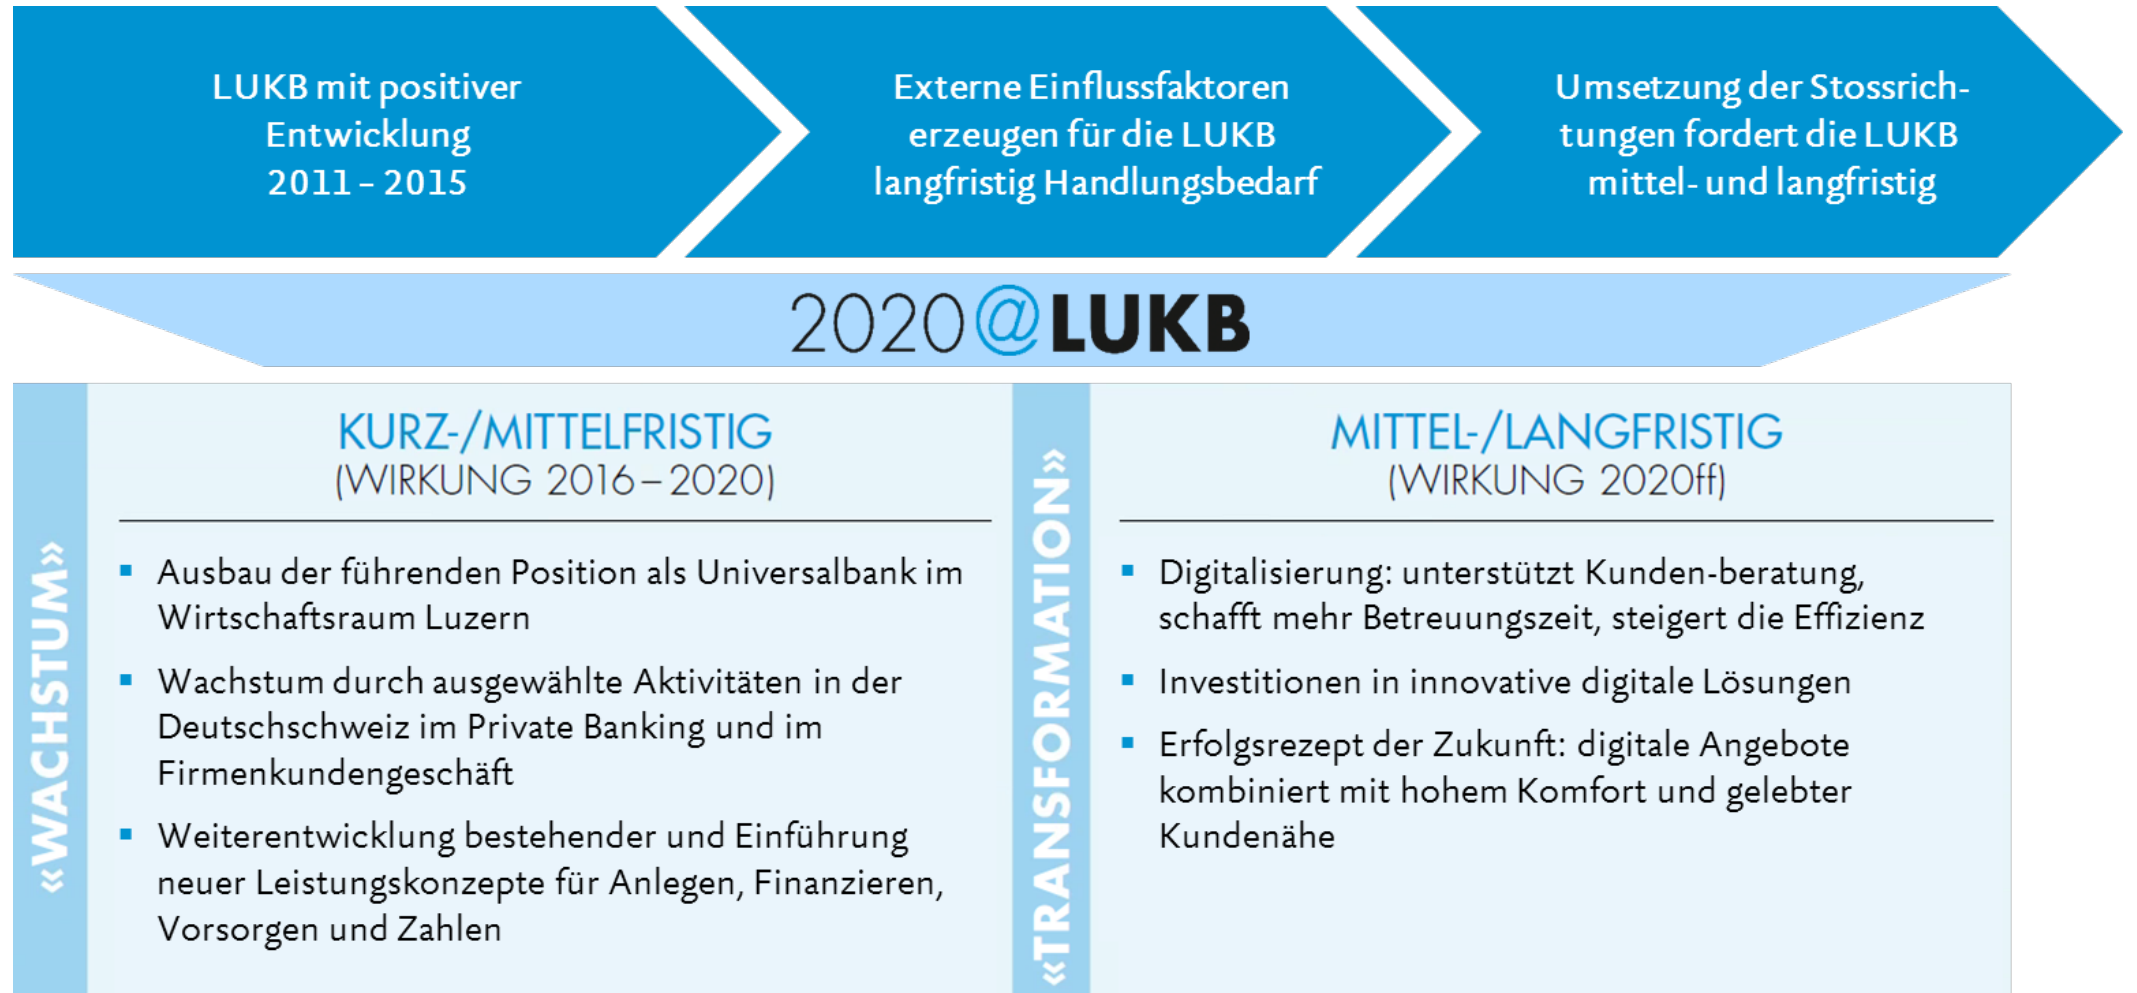 LUKB mit positiver
Entwicklung
2011 – 2015
Externe Einflussfaktoren
erzeugen für die LUKB
langfristig Handlungsbedarf
Umsetzung der Stossrich-
tungen fordert die LUKB
mittel- und langfristig
2020@LUKB
«WACHSTUM»
KURZ-/MITTELFRISTIG
(WIRKUNG 2016–2020)
▪ Ausbau der führenden Position als Universalbank im
Wirtschaftsraum Luzern
▪ Wachstum durch ausgewählte Aktivitäten in der
Deutschschweiz im Private Banking und im
Firmenkundengeschäft
▪ Weiterentwicklung bestehender und Einführung
neuer Leistungskonzepte für Anlegen, Finanzieren,
Vorsorgen und Zahlen
«TRANSFORMATION»
MITTEL-/LANGFRISTIG
(WIRKUNG 2020ff)
▪ Digitalisierung: unterstützt Kunden-beratung,
schafft mehr Betreuungszeit, steigert die Effizienz
▪ Investitionen in innovative digitale Lösungen
▪ Erfolgsrezept der Zukunft: digitale Angebote
kombiniert mit hohem Komfort und gelebter
Kundenähe